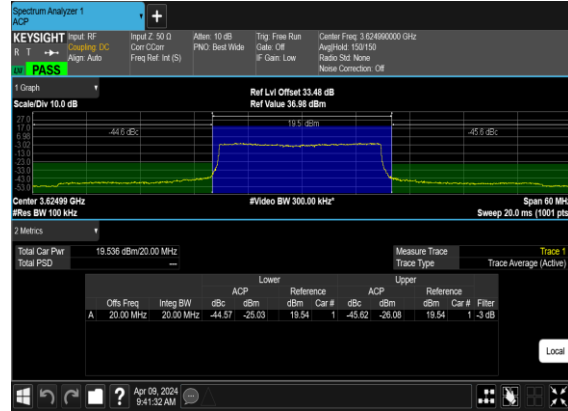 Spectrum Analyzer 1
ACP
KEYSIGHT
R T
LW PASS
Input: RF
Coupling: DC
Align: Auto
Input Z: 50 Ω
Corr CCorr
Freq Ref: Int (S)
Atten: 10 dB
PNO: Best Wide
Trig: Free Run
Gate: Off
IF Gain: Low
Center Freq: 3.624990000 GHz
Avg|Hold: 150/150
Radio Std: None
Noise Correction: Off
1 Graph
Scale/Div 10.0 dB
Ref Lvl Offset 33.48 dB
Ref Value 36.98 dBm
27.0
17.0
6.98
-3.02
-13.0
-23.0
-33.0
-43.0
-53.0
-44.6 dBc
19.5 dBm
-45.6 dBc
Center 3.62499 GHz
#Res BW 100 kHz
#Video BW 300.00 kHz*
Span 60 MHz
Sweep 20.0 ms (1001 pts
2 Metrics
Total Car Pwr 19.536 dBm/20.00 MHz
Total PSD —
Measure Trace Trace 1
Trace Type Trace Average (Active)
Lower Upper
ACP Reference ACP Reference
Offs Freq Integ BW dBc dBm dBm Car # dBc dBm dBm Car # Filter
A 20.00 MHz 20.00 MHz -44.57 -25.03 19.54 1 -45.62 -26.08 19.54 1 -3 dB
Local
?
Apr 09, 2024
9:41:32 AM